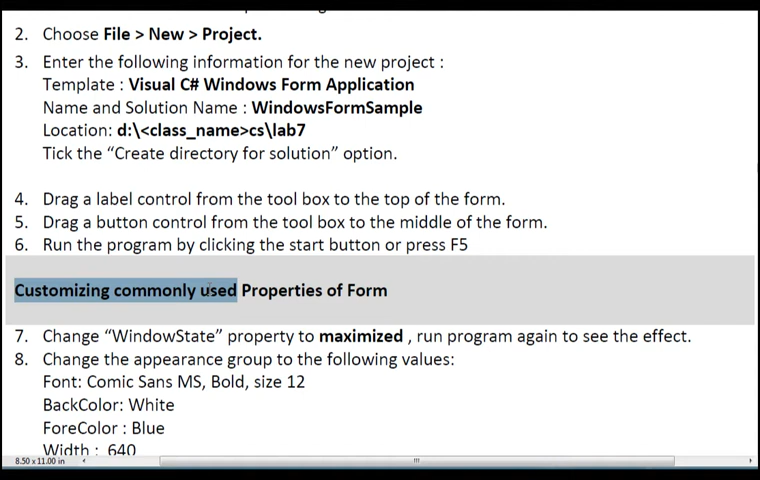 2. Choose File > New > Project.
3. Enter the following information for the new project :
Template : Visual C# Windows Form Application
Name and Solution Name : WindowsFormSample
Location: d:\<class_name>cs\lab7
Tick the “Create directory for solution” option.
4. Drag a label control from the tool box to the top of the form.
5. Drag a button control from the tool box to the middle of the form.
6. Run the program by clicking the start button or press F5
Customizing commonly used Properties of Form
7. Change “WindowState” property to maximized , run program again to see the effect.
8. Change the appearance group to the following values:
Font: Comic Sans MS, Bold, size 12
BackColor: White
ForeColor : Blue
Width : 640
8.50 x 11.00 in